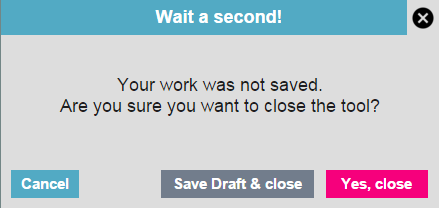 Wait a second!
Your work was not saved.
Are you sure you want to close the tool?
Cancel
Save Draft & close
Yes, close